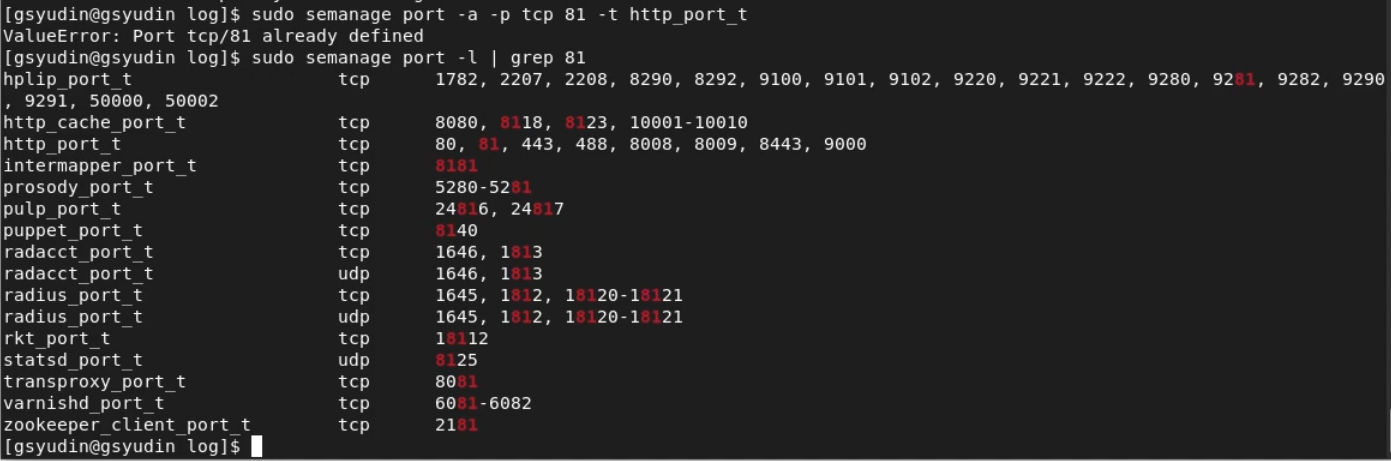 [gsyudin@gsyudin log]$ sudo semanage port -a -p tcp 81 -t http_port_t
ValueError: Port tcp/81 already defined
[gsyudin@gsyudin log]$ sudo semanage port -l | grep 81
hplip_port_t                   tcp      1782, 2207, 2208, 8290, 8292, 9100, 9101, 9102, 9220, 9221, 9222, 9280, 9281, 9282, 9290
, 9291, 50000, 50002
http_cache_port_t              tcp      8080, 8118, 8123, 10001-10010
http_port_t                    tcp      80, 81, 443, 488, 8008, 8009, 8443, 9000
intermapper_port_t             tcp      8181
prosody_port_t                 tcp      5280-5281
pulp_port_t                    tcp      24816, 24817
puppet_port_t                  tcp      8140
radacct_port_t                 tcp      1646, 1813
radacct_port_t                 udp      1646, 1813
radius_port_t                  tcp      1645, 1812, 18120-18121
radius_port_t                  udp      1645, 1812, 18120-18121
rkt_port_t                     tcp      18112
statsd_port_t                  udp      8125
transproxy_port_t              tcp      8081
varnishd_port_t                tcp      6081-6082
zookeeper_client_port_t        tcp      2181
[gsyudin@gsyudin log]$